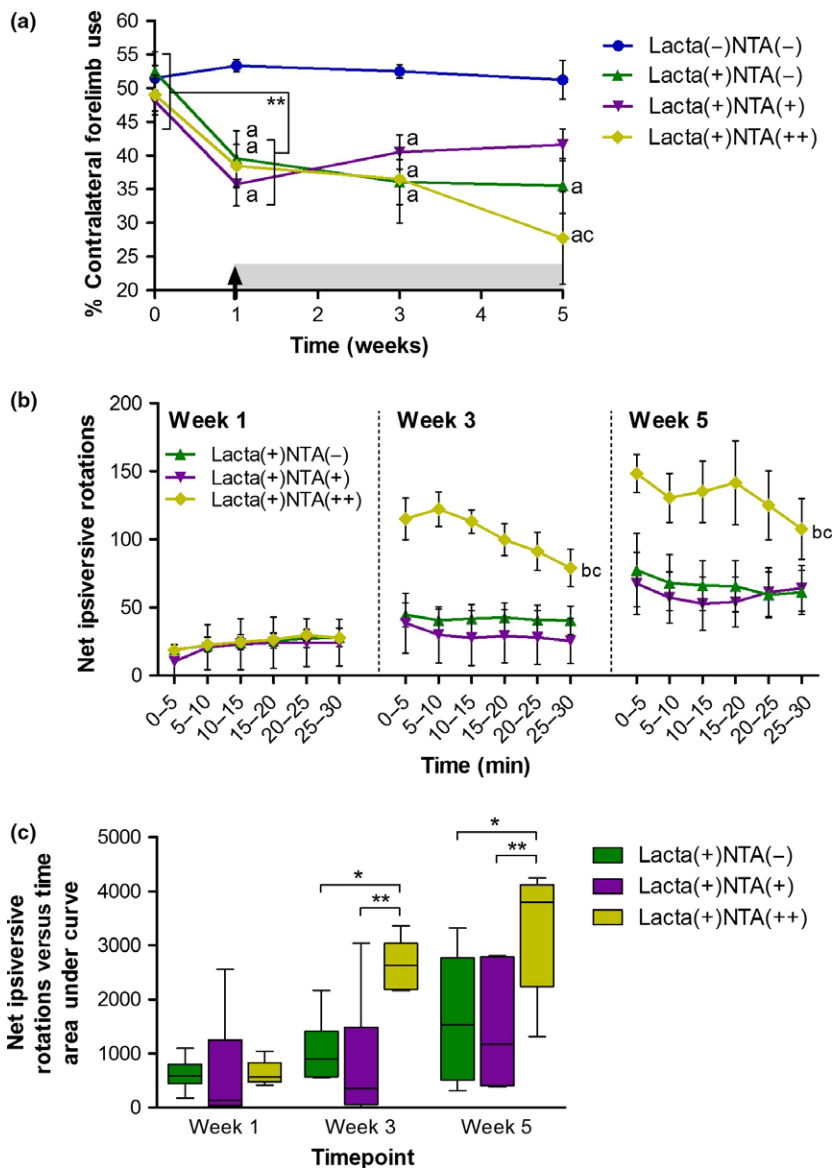 (a)
% Contralateral forelimb use
60
55
50
45
40
35
30
25
20
**
a
a
a
a
a
a
a
ac
0
1
2
3
4
5
Time (weeks)
Lacta(−)NTA(−)
Lacta(+)NTA(−)
Lacta(+)NTA(+)
Lacta(+)NTA(++)
(b)
Net ipsiversive rotations
200
150
100
50
0
Week 1
Week 3
Week 5
Lacta(+)NTA(−)
Lacta(+)NTA(+)
Lacta(+)NTA(++)
bc
bc
0–5
5–10
10–15
15–20
20–25
25–30
0–5
5–10
10–15
15–20
20–25
25–30
0–5
5–10
10–15
15–20
20–25
25–30
Time (min)
(c)
Net ipsiversive
rotations versus time
area under curve
5000
4000
3000
2000
1000
0
*
**
*
**
Week 1
Week 3
Week 5
Timepoint
Lacta(+)NTA(−)
Lacta(+)NTA(+)
Lacta(+)NTA(++)